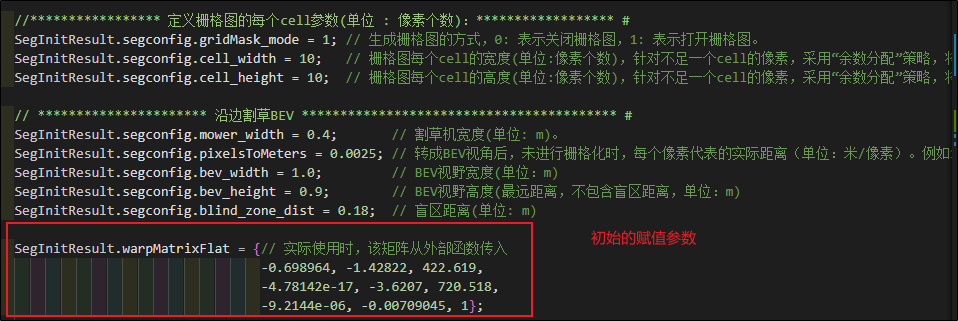 //***************** 定义栅格图的每个cell参数(单位 : 像素个数): ****************** #
SegInitResult.segconfig.gridMask_mode = 1; // 生成栅格图的方式，0: 表示关闭栅格图，1: 表示打开栅格图。
SegInitResult.segconfig.cell_width = 10; // 栅格图每个cell的宽度(单位:像素个数)，针对不足一个cell的像素，采用“余数分配”策略，将
SegInitResult.segconfig.cell_height = 10; // 栅格图每个cell的高度(单位:像素个数)，针对不足一个cell的像素，采用“余数分配”策略，将
// ********************** 沿边割草BEV **************************************** #
SegInitResult.segconfig.mower_width = 0.4; // 割草机宽度(单位: m)。
SegInitResult.segconfig.pixelsToMeters = 0.0025; // 转成BEV视角后，未进行栅格化时，每个像素代表的实际距离（单位: 米/像素）。例如
SegInitResult.segconfig.bev_width = 1.0; // BEV视野宽度(单位: m)
SegInitResult.segconfig.bev_height = 0.9; // BEV视野高度(最远距离，不包含盲区距离，单位: m)
SegInitResult.segconfig.blind_zone_dist = 0.18; // 盲区距离(单位: m)
SegInitResult.warpMatrixFlat = {// 实际使用时，该矩阵从外部函数传入
初始的赋值参数
-0.698964, -1.42822, 422.619,
-4.78142e-17, -3.6207, 720.518,
-9.2144e-06, -0.00709045, 1};